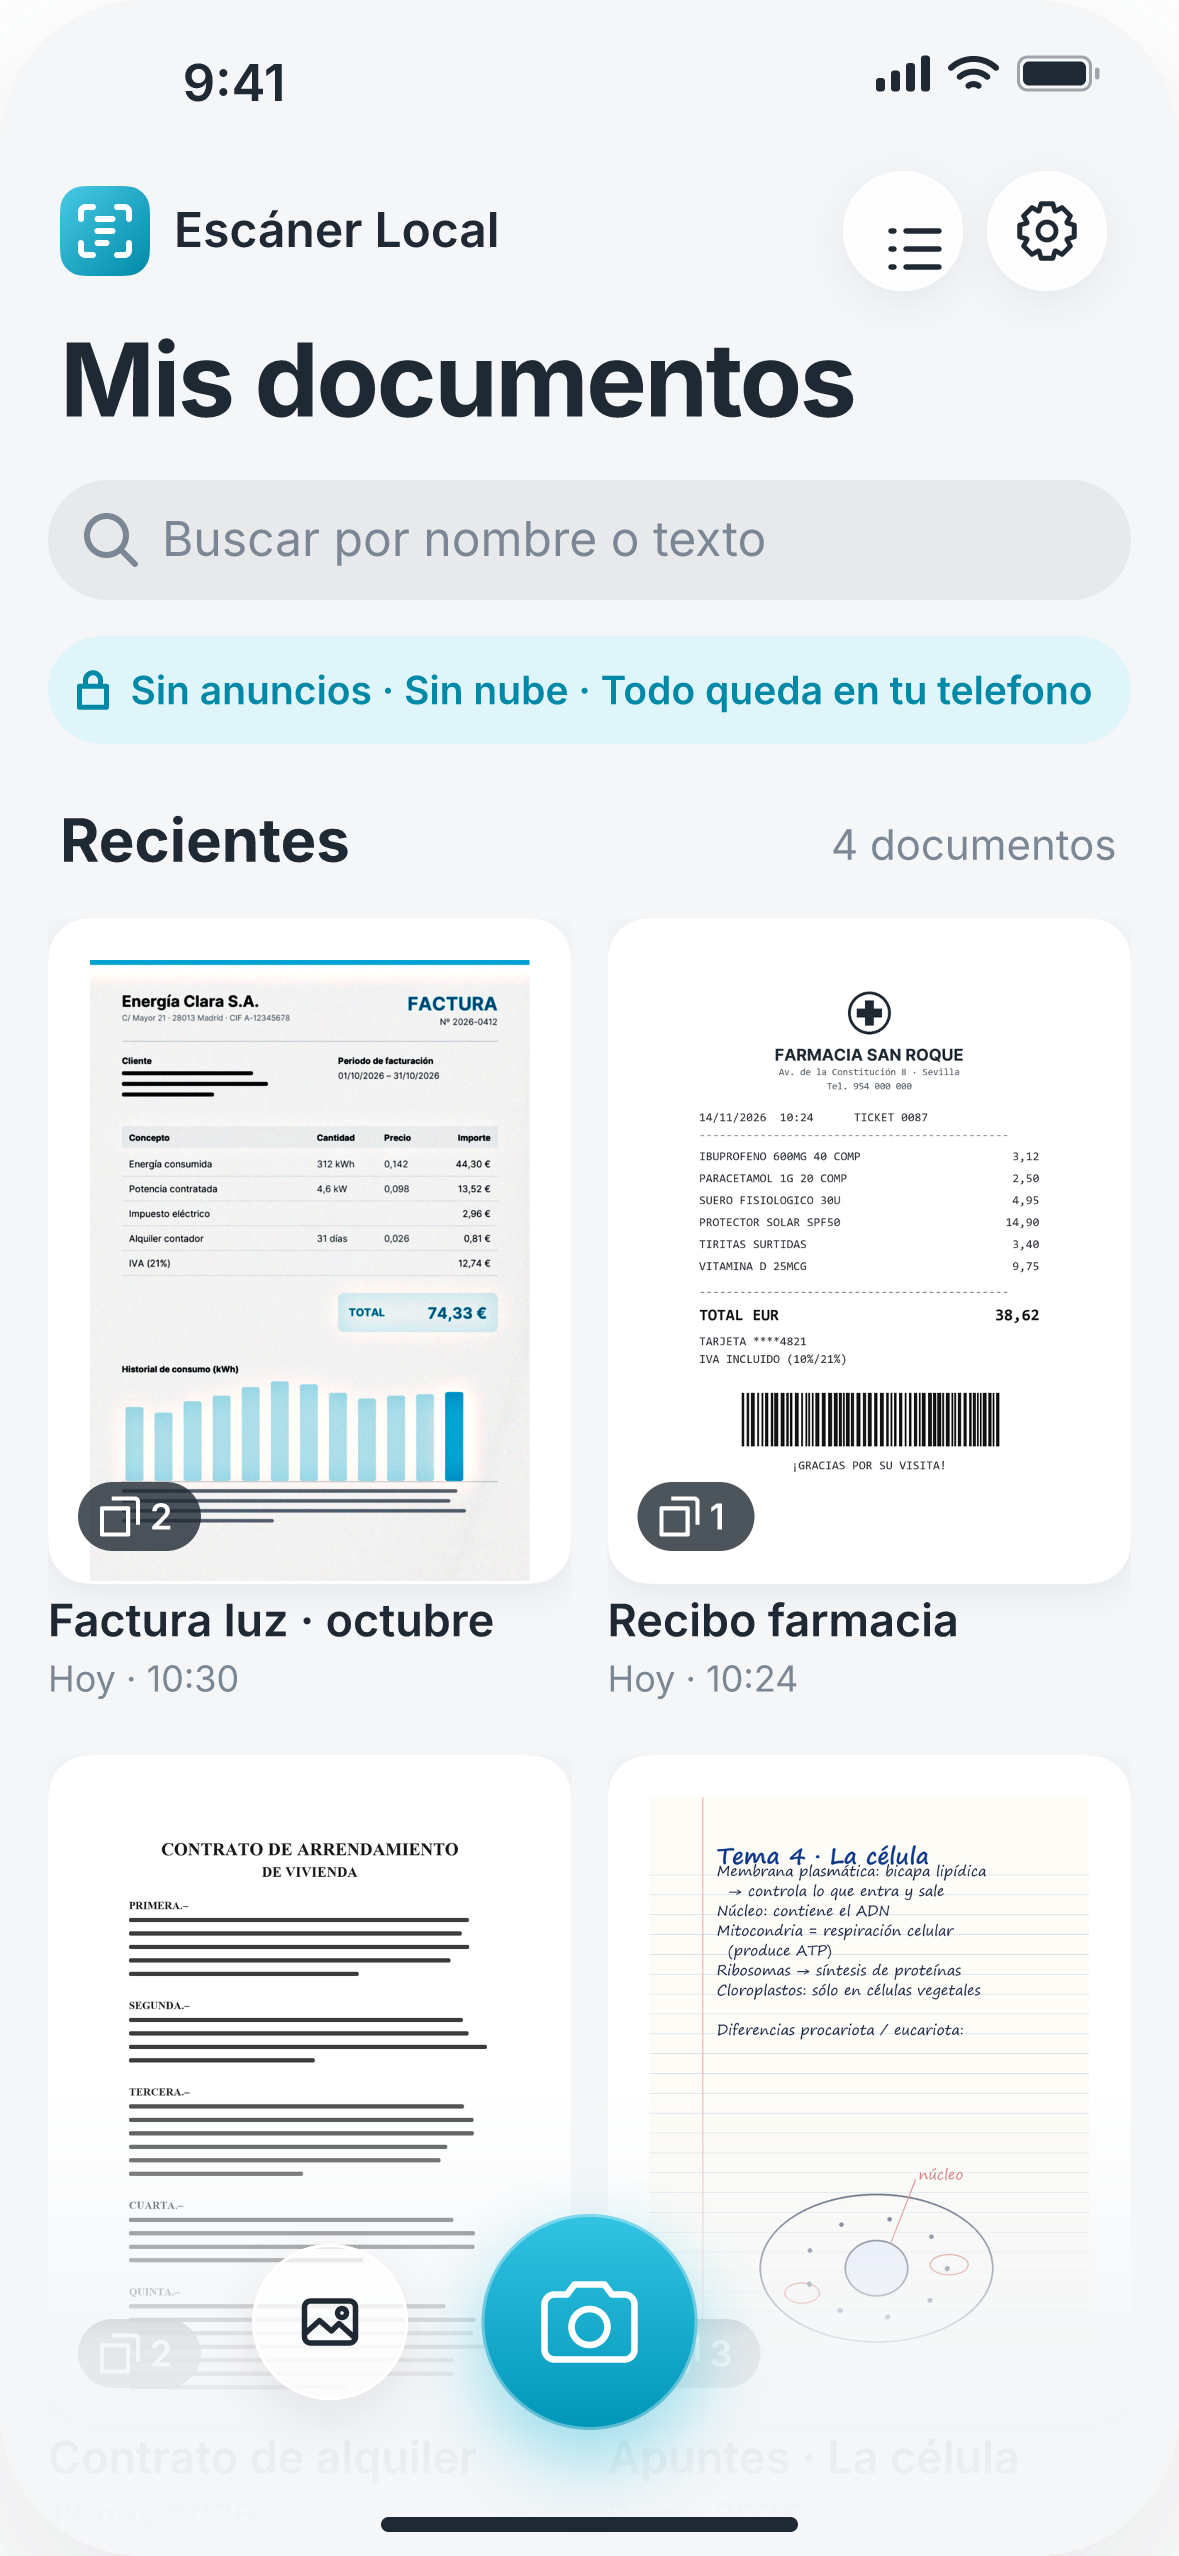 9:41
Escáner Local
Mis documentos
Buscar por nombre o texto
Sin anuncios · Sin nube · Todo queda en tu telefono
Recientes
4 documentos
Energía Clara S.A.
FACTURA
C/ Mayor 21 · 28013 Madrid · CIF A-12345678
Nº 2026-0412
Cliente
Periodo de facturación
01/10/2026 – 31/10/2026
Concepto Cantidad Precio Importe
Energía consumida 312 kWh 0,142 44,30 €
Potencia contratada 4,6 kW 0,098 13,52 €
Impuesto eléctrico 2,96 €
Alquiler contador 31 días 0,026 0,81 €
IVA (21%) 12,74 €
TOTAL 74,33 €
Historial de consumo (kWh)
2
Factura luz · octubre
Hoy · 10:30
FARMACIA SAN ROQUE
Av. de la Constitución 8 · Sevilla
Tel. 954 000 000
14/11/2026 10:24 TICKET 0087
IBUPROFENO 600MG 40 COMP 3,12
PARACETAMOL 1G 20 COMP 2,50
SUERO FISIOLOGICO 30U 4,95
PROTECTOR SOLAR SPF50 14,90
TIRITAS SURTIDAS 3,40
VITAMINA D 25MCG 9,75
TOTAL EUR 38,62
TARJETA ****4821
IVA INCLUIDO (10%/21%)
¡GRACIAS POR SU VISITA!
1
Recibo farmacia
Hoy · 10:24
CONTRATO DE ARRENDAMIENTO
DE VIVIENDA
PRIMERA.–
SEGUNDA.–
TERCERA.–
CUARTA.–
QUINTA.–
2
Contrato de alquiler
12 nov 2026
Tema 4 · La célula
Membrana plasmática: bicapa lipídica
→ controla lo que entra y sale
Núcleo: contiene el ADN
Mitocondria = respiración celular
(produce ATP)
Ribosomas → síntesis de proteínas
Cloroplastos: sólo en células vegetales
Diferencias procariota / eucariota:
núcleo
3
Apuntes · La célula